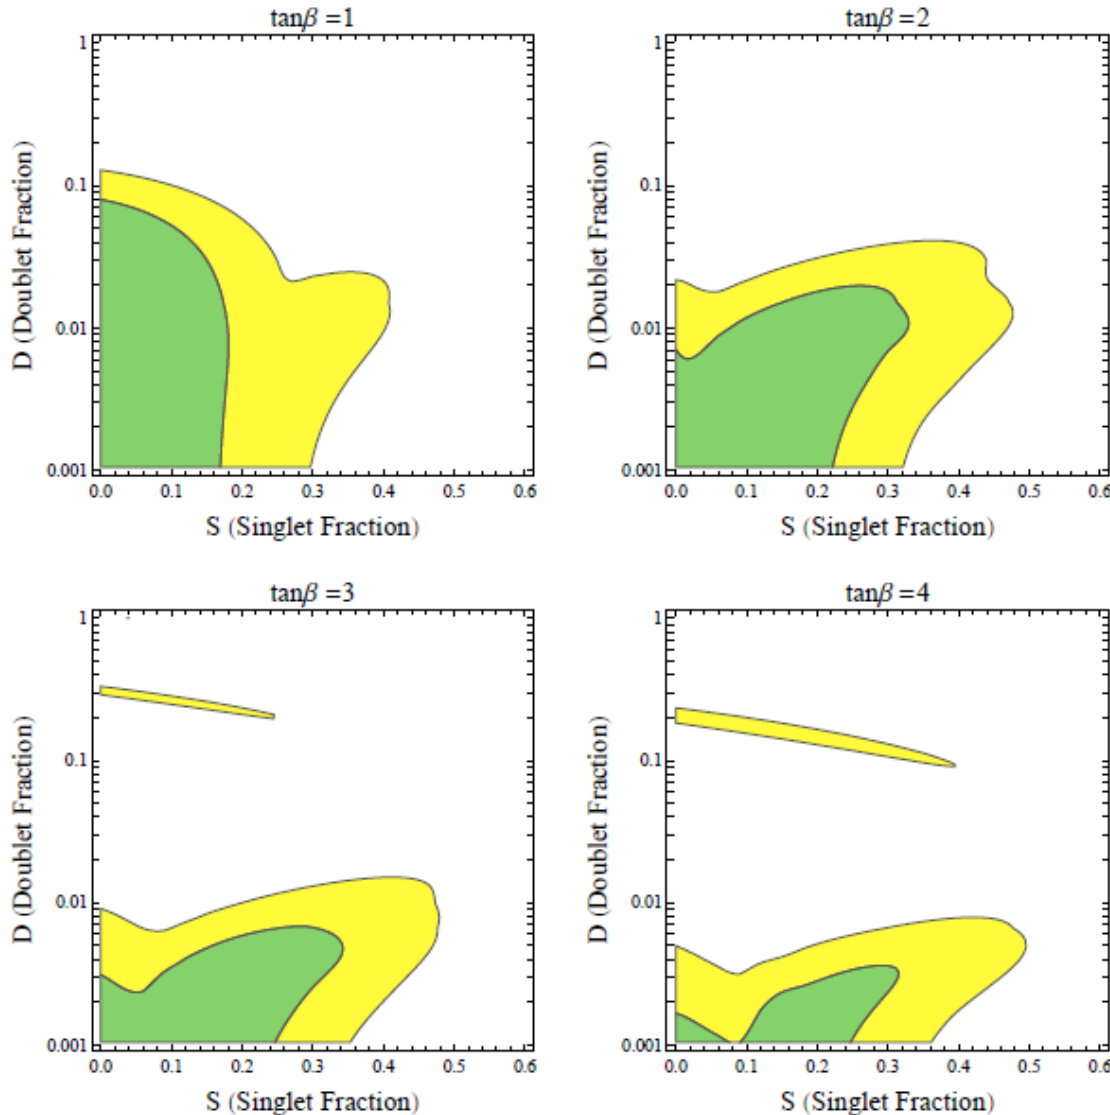 tanβ =1
1
0.1
0.01
0.001
D (Doublet Fraction)
0.0 0.1 0.2 0.3 0.4 0.5 0.6
S (Singlet Fraction)
tanβ =2
1
0.1
0.01
0.001
D (Doublet Fraction)
0.0 0.1 0.2 0.3 0.4 0.5 0.6
S (Singlet Fraction)
tanβ =3
1
0.1
0.01
0.001
D (Doublet Fraction)
0.0 0.1 0.2 0.3 0.4 0.5 0.6
S (Singlet Fraction)
tanβ =4
1
0.1
0.01
0.001
D (Doublet Fraction)
0.0 0.1 0.2 0.3 0.4 0.5 0.6
S (Singlet Fraction)